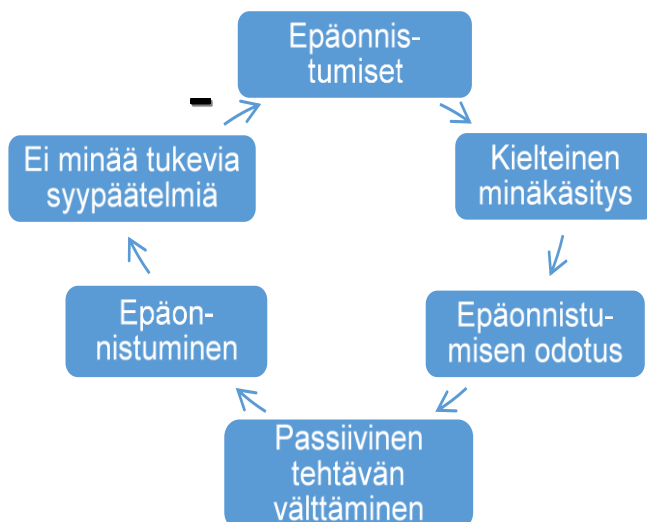 Epäonnis-
tumiset
Kielteinen
minäkäsitys
Epäonnistu-
misen odotus
Passiivinen
tehtävän
välttäminen
Epäon-
nistuminen
Ei minää tukevia
syypäätelmiä
-